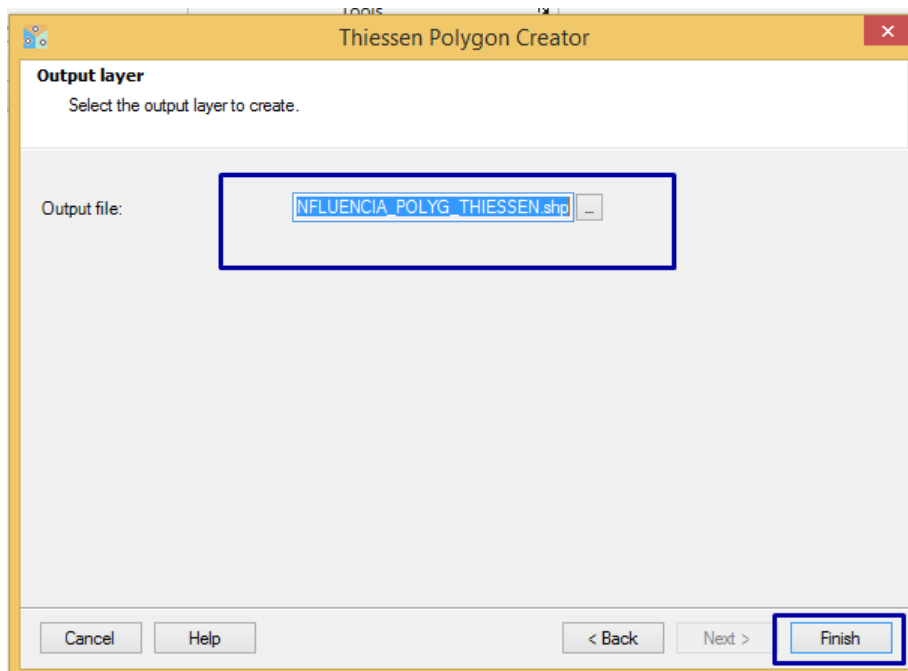 Tools
Thiessen Polygon Creator
Output layer
Select the output layer to create.
Output file:
NFLUENCIA_POLYG_THIESSEN.shp
...
Cancel
Help
< Back
Next >
Finish